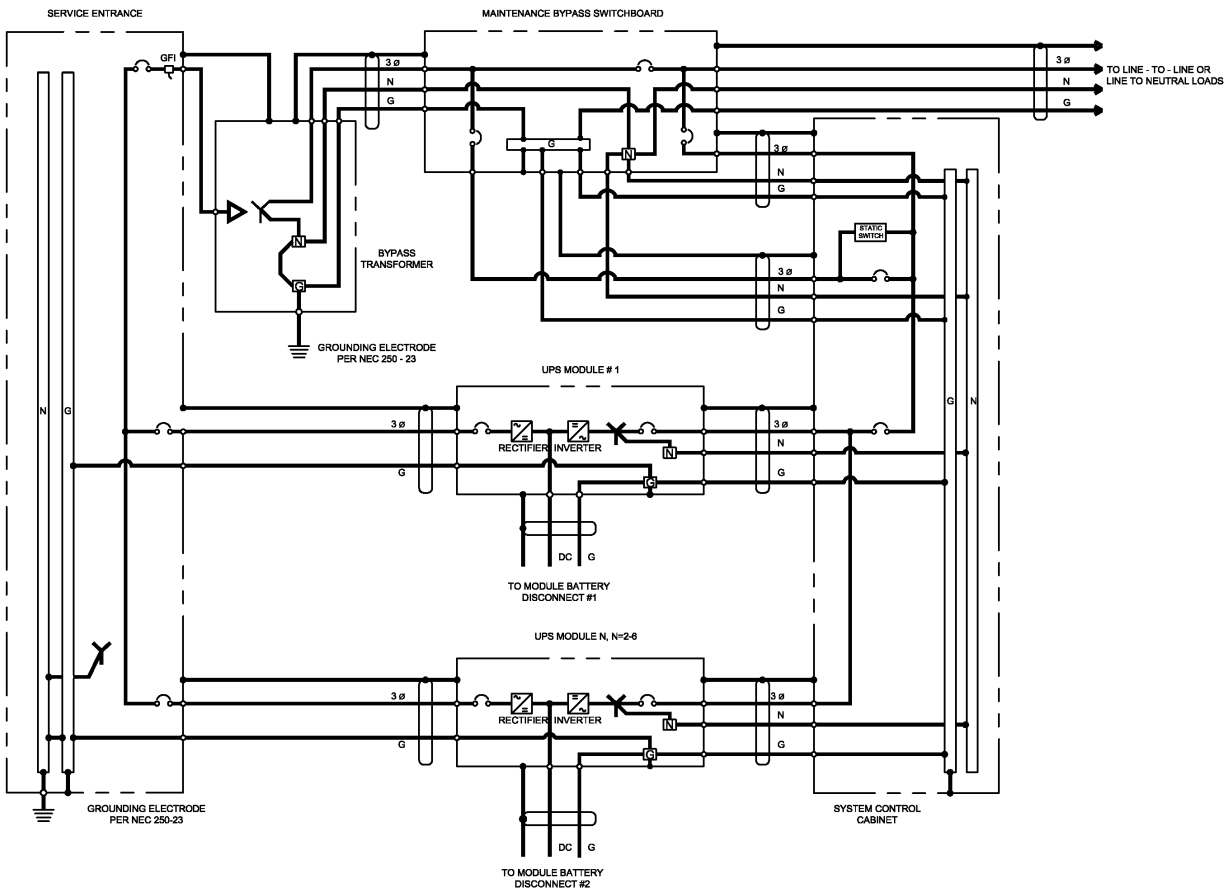 SERVICE ENTRANCE
MAINTENANCE BYPASS SWITCHBOARD
GFI
3 ø
N
G
3 ø
N
G
TO LINE - TO - LINE OR
LINE TO NEUTRAL LOADS
G
N
3 ø
N
G
STATIC
SWITCH
N
G
BYPASS
TRANSFORMER
3 ø
N
G
GROUNDING ELECTRODE
PER NEC 250 - 23
UPS MODULE # 1
N
G
G
N
3 ø
G
RECTIFIER
INVERTER
N
G
3 ø
N
G
DC
G
TO MODULE BATTERY
DISCONNECT #1
UPS MODULE N, N=2-6
3 ø
G
RECTIFIER
INVERTER
N
G
3 ø
N
G
GROUNDING ELECTRODE
PER NEC 250-23
SYSTEM CONTROL
CABINET
DC
G
TO MODULE BATTERY
DISCONNECT #2